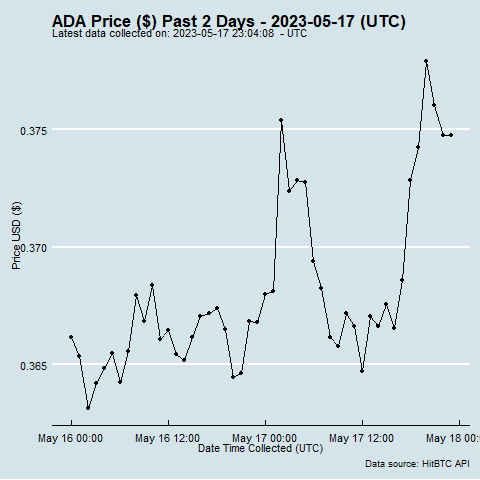 ADA Price ($) Past 2 Days - 2023-05-17 (UTC)
Latest data collected on: 2023-05-17 23:04:08 - UTC
Price USD ($)
0.375
0.370
0.365
May 16 00:00 May 16 12:00 May 17 00:00 May 17 12:00 May 18 00:
Date Time Collected (UTC)
Data source: HitBTC API